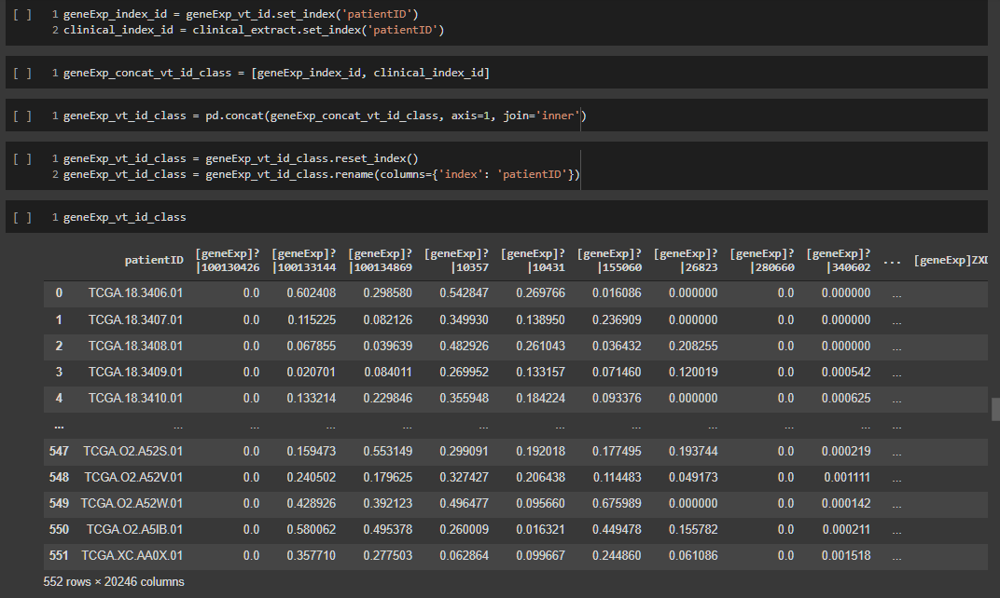 [ ] 1 geneExp_index_id = geneExp_vt_id.set_index('patientID')
2 clinical_index_id = clinical_extract.set_index('patientID')
[ ] 1 geneExp_concat_vt_id_class = [geneExp_index_id, clinical_index_id]
[ ] 1 geneExp_vt_id_class = pd.concat(geneExp_concat_vt_id_class, axis=1, join='inner')
[ ] 1 geneExp_vt_id_class = geneExp_vt_id_class.reset_index()
2 geneExp_vt_id_class = geneExp_vt_id_class.rename(columns={'index': 'patientID'})
[ ] 1 geneExp_vt_id_class
patientID [geneExp]?|100130426 [geneExp]?|100133144 [geneExp]?|100134869 [geneExp]?|10357 [geneExp]?|10431 [geneExp]?|155060 [geneExp]?|26823 [geneExp]?|280660 [geneExp]?|340602 ... [geneExp]ZXD
0 TCGA.18.3406.01 0.0 0.602408 0.298580 0.542847 0.269766 0.016086 0.000000 0.0 0.000000 ...
1 TCGA.18.3407.01 0.0 0.115225 0.082126 0.349930 0.138950 0.236909 0.000000 0.0 0.000000 ...
2 TCGA.18.3408.01 0.0 0.067855 0.039639 0.482926 0.261043 0.036432 0.208255 0.0 0.000000 ...
3 TCGA.18.3409.01 0.0 0.020701 0.084011 0.269952 0.133157 0.071460 0.120019 0.0 0.000542 ...
4 TCGA.18.3410.01 0.0 0.133214 0.229846 0.355948 0.184224 0.093376 0.000000 0.0 0.000625 ...
... ... ... ... ... ... ... ... ... ... ... ...
547 TCGA.O2.A52S.01 0.0 0.159473 0.553149 0.299091 0.192018 0.177495 0.193744 0.0 0.000219 ...
548 TCGA.O2.A52V.01 0.0 0.240502 0.179625 0.327427 0.206438 0.114483 0.049173 0.0 0.001111 ...
549 TCGA.O2.A52W.01 0.0 0.428926 0.392123 0.496477 0.095660 0.675989 0.000000 0.0 0.000142 ...
550 TCGA.O2.A5IB.01 0.0 0.580062 0.495378 0.260009 0.016321 0.449478 0.155782 0.0 0.000211 ...
551 TCGA.XC.AA0X.01 0.0 0.357710 0.277503 0.062864 0.099667 0.244860 0.061086 0.0 0.001518 ...
552 rows × 20246 columns